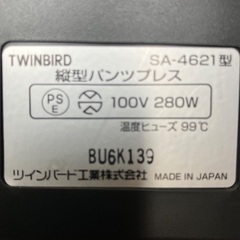 TWINBIRD SA-4621型
縦型パンツプレス
PSE 100V 280W
温度ヒューズ 99℃
BU6K139
ツインバード工業株式会社 MADE IN JAPAN